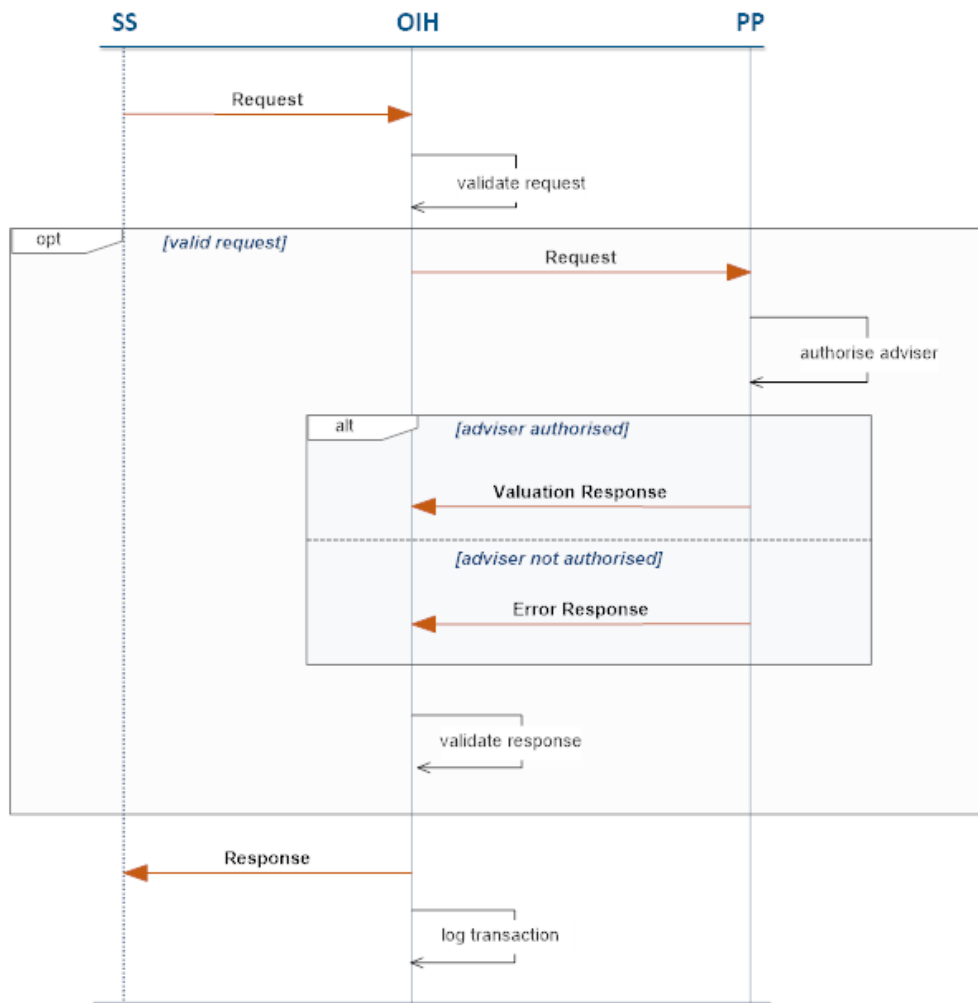 SS OIH PP
Request
validate request
opt [valid request]
Request
authorise adviser
alt [adviser authorised]
Valuation Response
[adviser not authorised]
Error Response
validate response
Response
log transaction